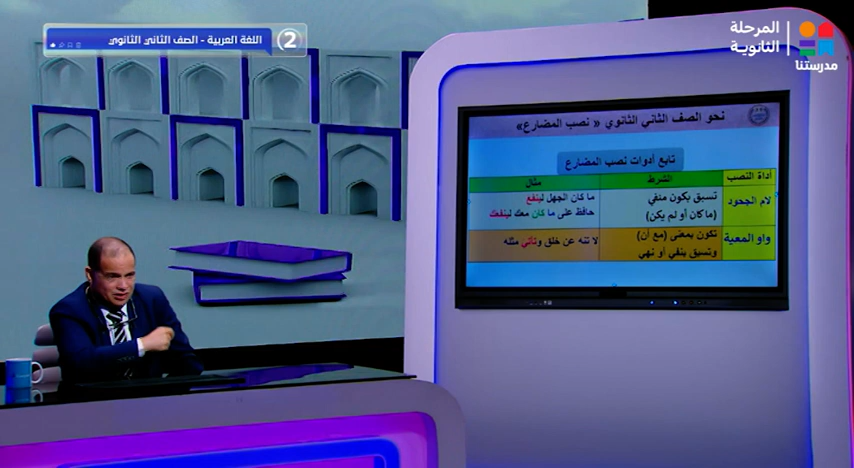 2 اللغة العربية - الصف الثاني الثانوي
المرحلة
الثانوية
مدرستنا
نحو الصف الثاني الثانوي « نصب المضارع»
تابع أدوات نصب المضارع
أداة النصب الشرط مثال
لام الجحود
تسبق بكون منفي
(ما كان أو لم يكن)
ما كان الجهل لينفع
حافظ على ما كان معك لينفعك
واو المعية
تكون بمعنى (مع أن)
وتسبق بنفي أو نهي
لا تنه عن خلق وتأتي مثله